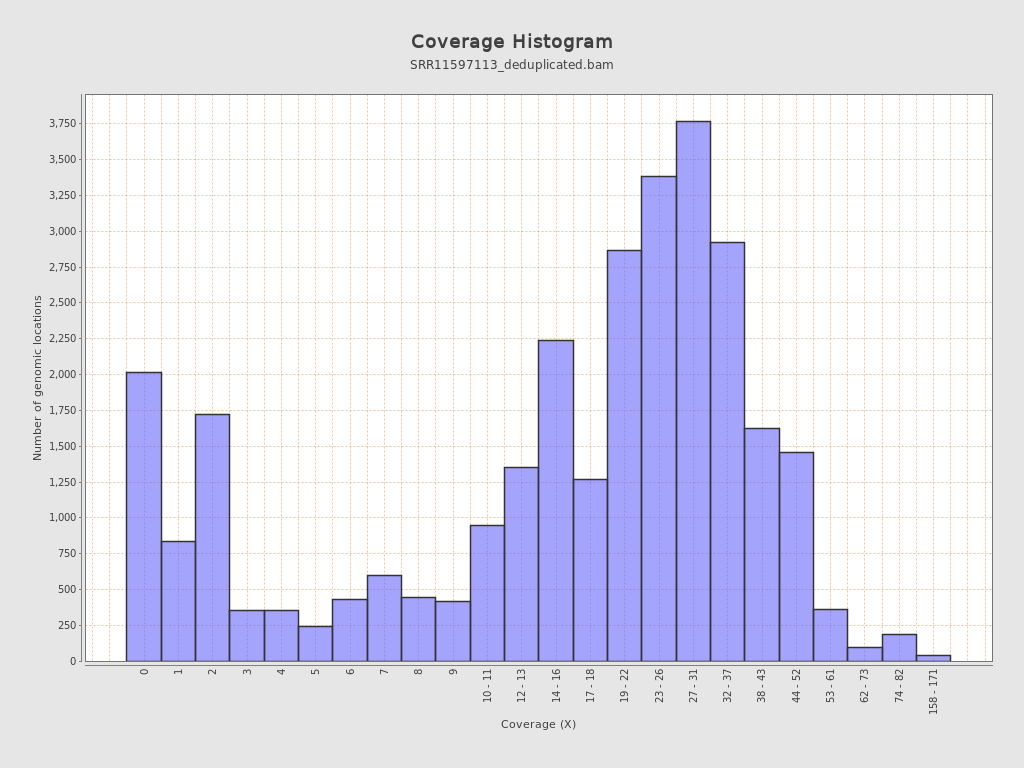 Coverage Histogram
SRR11597113_deduplicated.bam
Number of genomic locations
3,750
3,500
3,250
3,000
2,750
2,500
2,250
2,000
1,750
1,500
1,250
1,000
750
500
250
0
0
1
2
3
4
5
6
7
8
9
10 - 11
12 - 13
14 - 16
17 - 18
19 - 22
23 - 26
27 - 31
32 - 37
38 - 43
44 - 52
53 - 61
62 - 73
74 - 82
158 - 171
Coverage (X)